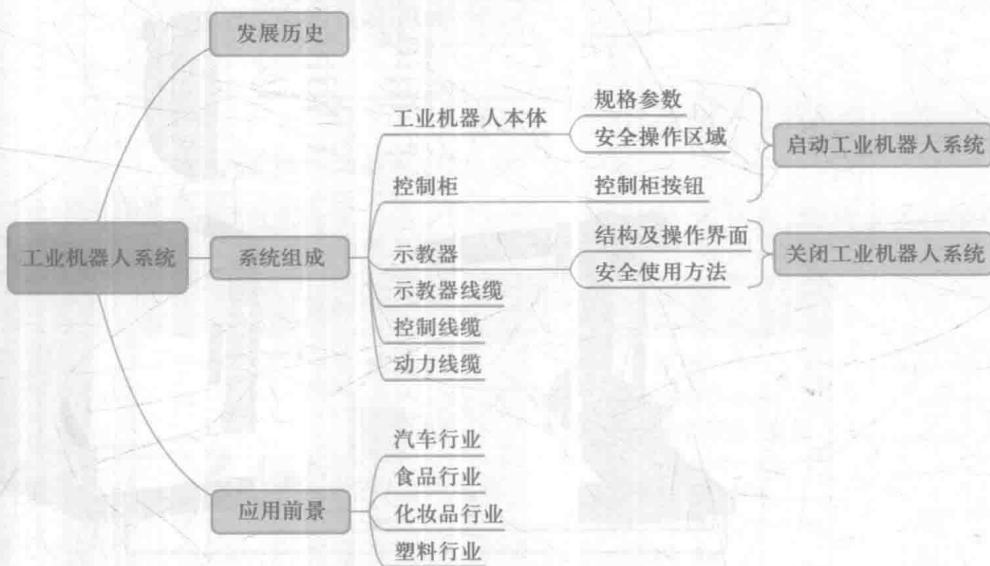 发展历史
工业机器人本体
规格参数
安全操作区域
启动工业机器人系统
控制柜
控制柜按钮
工业机器人系统
系统组成
示教器
结构及操作界面
安全使用方法
关闭工业机器人系统
示教器线缆
控制线缆
动力线缆
应用前景
汽车行业
食品行业
化妆品行业
塑料行业